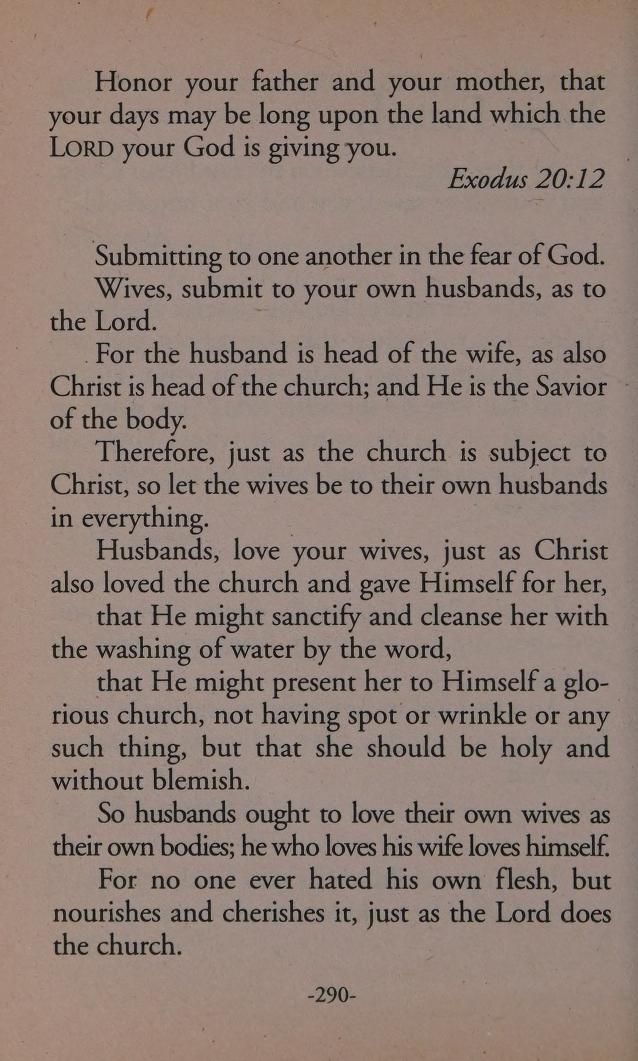 Honor your father and your mother, that
your days may be long upon the land which the
LORD your God is giving you.
Exodus 20:12
Submitting to one another in the fear of God.
Wives, submit to your own husbands, as to
the Lord.
For the husband is head of the wife, as also
Christ is head of the church; and He is the Savior
of the body.
Therefore, just as the church is subject to
Christ, so let the wives be to their own husbands
in everything.
Husbands, love your wives, just as Christ
also loved the church and gave Himself for her,
that He might sanctify and cleanse her with
the washing of water by the word,
that He might present her to Himself a glo-
rious church, not having spot or wrinkle or any
such thing, but that she should be holy and
without blemish.
So husbands ought to love their own wives as
their own bodies; he who loves his wife loves himself.
For no one ever hated his own flesh, but
nourishes and cherishes it, just as the Lord does
the church.
-290-